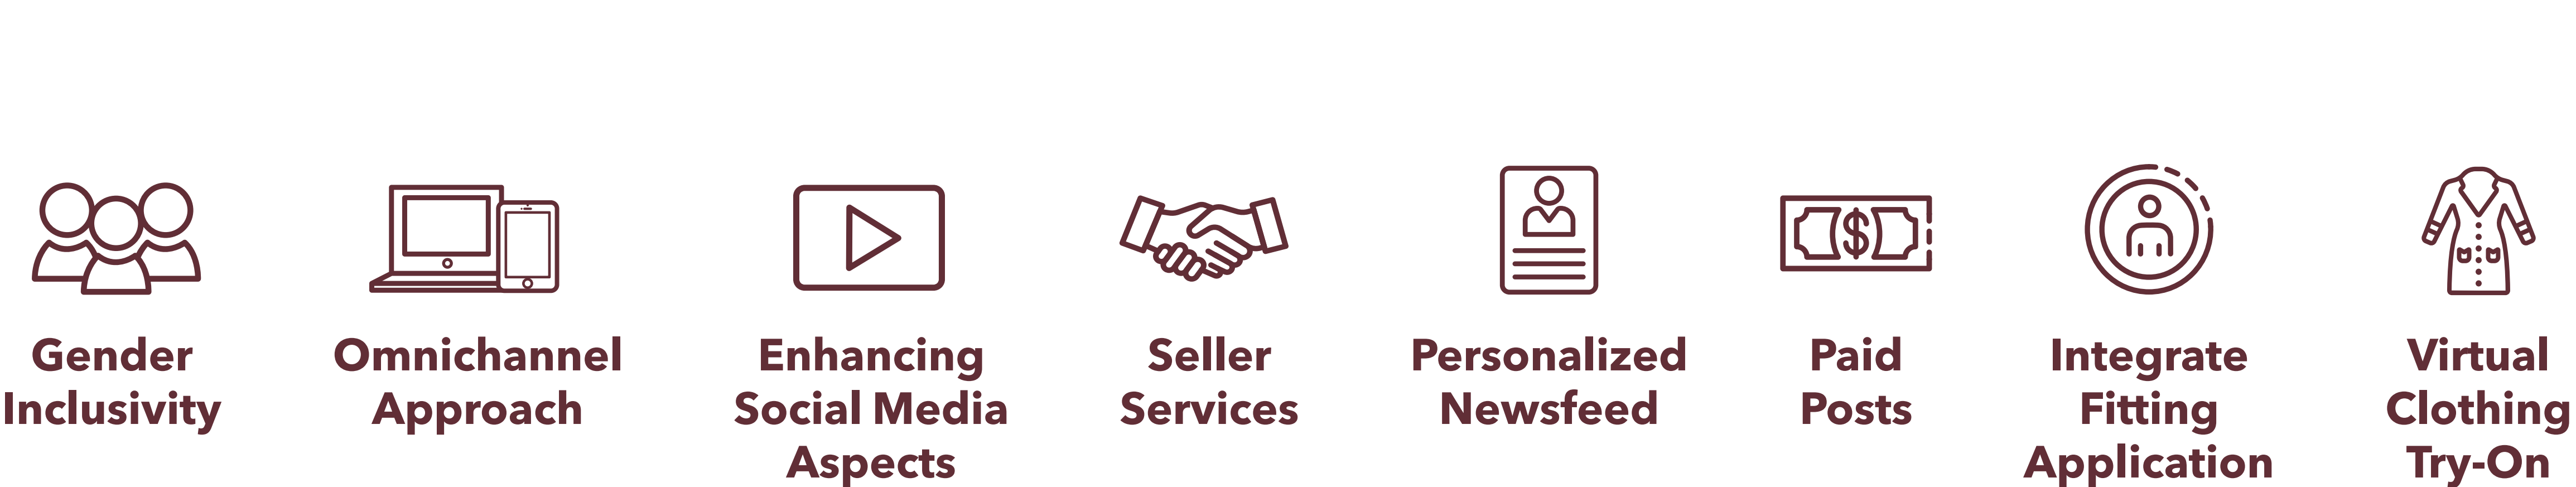 Gender
Inclusivity
Omnichannel
Approach
Enhancing
Social Media
Aspects
Seller
Services
Personalized
Newsfeed
$
Paid
Posts
Integrate
Fitting
Application
Virtual
Clothing
Try-On